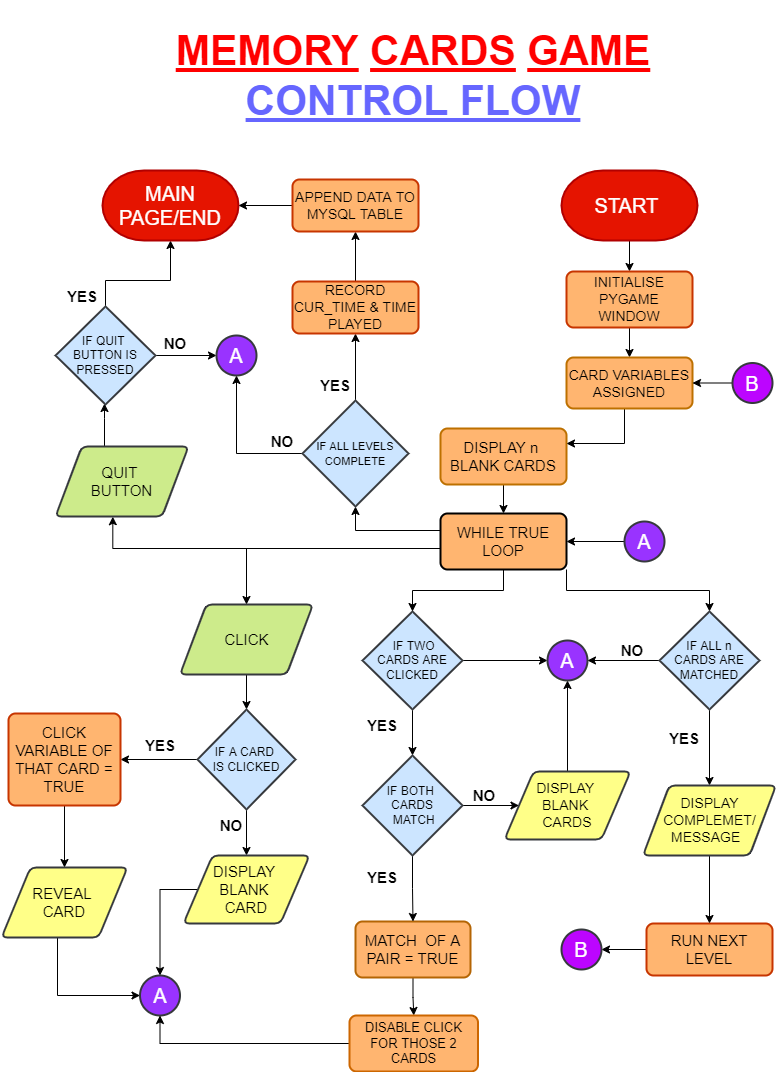 MEMORY CARDS GAME
CONTROL FLOW
MAIN
PAGE/END
APPEND DATA TO
MYSQL TABLE
START
RECORD
CUR_TIME & TIME
PLAYED
INITIALISE
PYGAME
WINDOW
YES
IF QUIT
BUTTON IS
PRESSED
NO
A
YES
CARD VARIABLES
ASSIGNED
B
NO
IF ALL LEVELS
COMPLETE
DISPLAY n
BLANK CARDS
QUIT
BUTTON
WHILE TRUE
LOOP
A
CLICK
IF TWO
CARDS ARE
CLICKED
A
NO
IF ALL n
CARDS ARE
MATCHED
YES
YES
CLICK
VARIABLE OF
THAT CARD =
TRUE
YES
IF A CARD
IS CLICKED
NO
IF BOTH
CARDS
MATCH
NO
DISPLAY
BLANK
CARDS
DISPLAY
COMPLEMET/
MESSAGE
YES
REVEAL
CARD
DISPLAY
BLANK
CARD
MATCH OF A
PAIR = TRUE
B
RUN NEXT
LEVEL
A
DISABLE CLICK
FOR THOSE 2
CARDS